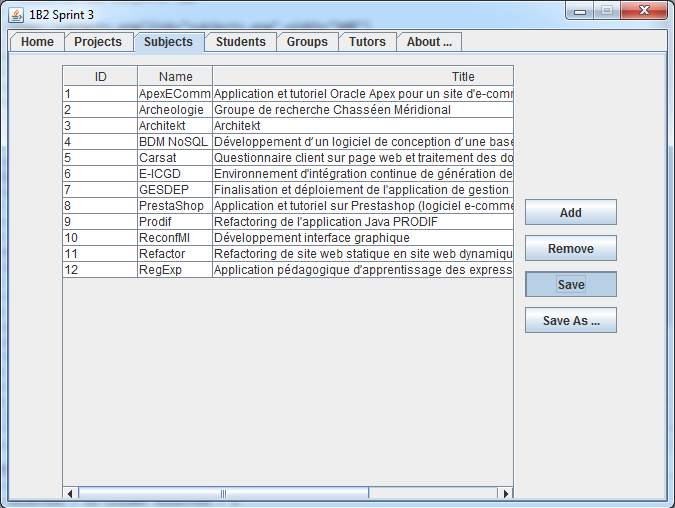 1B2 Sprint 3
Home Projects Subjects Students Groups Tutors About ...
ID Name Title
1 ApexEComm Application et tutoriel Oracle Apex pour un site d'e-comm
2 Archeologie Groupe de recherche Chasséen Méridional
3 Architekt Architekt
4 BDM NoSQL Développement d'un logiciel de conception d'une base
5 Carsat Questionnaire client sur page web et traitement des do
6 E-ICGD Environnement d'intégration continue de génération de
7 GESDEP Finalisation et déploiement de l'application de gestion
8 PrestaShop Application et tutoriel sur Prestashop (logiciel e-comme
9 Prodif Refactoring de l'application Java PRODIF
10 ReconfMI Développement interface graphique
11 Refactor Refactoring de site web statique en site web dynamiqu
12 RegExp Application pédagogique d'apprentissage des express
Add
Remove
Save
Save As ...